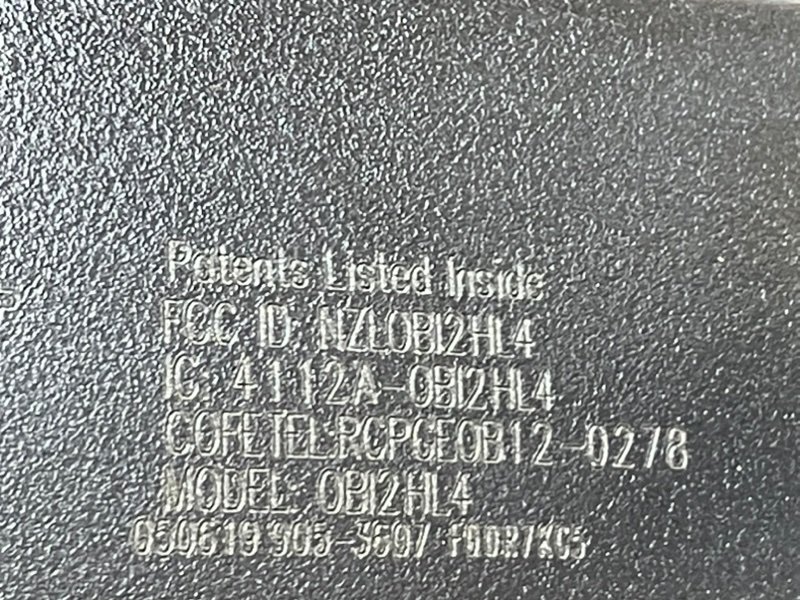 Patents Listed Inside
FCC ID: NZLOBI2HL4
IC: 4112A-OBI2HL4
COFETEL:RCPGEOB12-0278
MODEL: OBI2HL4